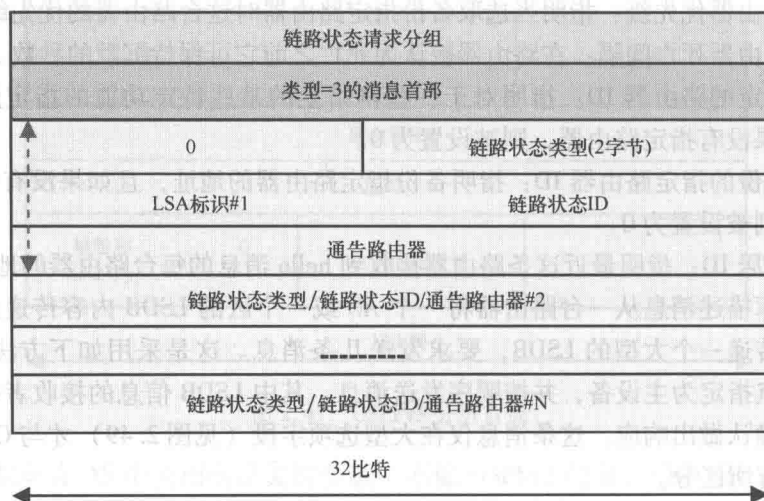 链路状态请求分组
类型=3的消息首部
0 链路状态类型(2字节)
LSA标识#1 链路状态ID
通告路由器
链路状态类型/链路状态ID/通告路由器#2
链路状态类型/链路状态ID/通告路由器#N
32比特